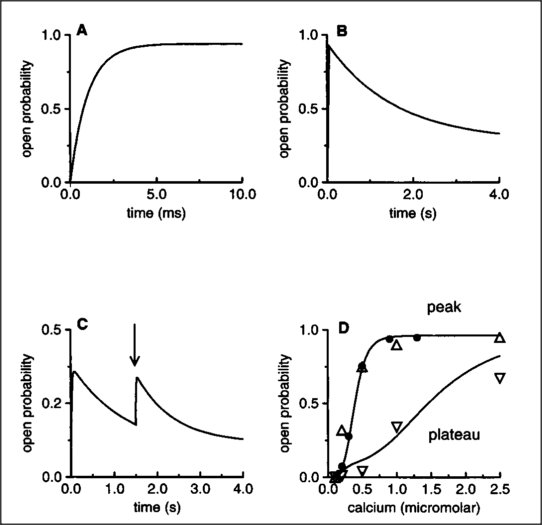 A
1.0
0.5
0.0
open probability
0.0 5.0 10.0
time (ms)
B
1.0
0.5
0.0
open probability
0.0 2.0 4.0
time (s)
C
0.5
0.2
0.0
open probability
0.0 1.0 2.0 3.0 4.0
time (s)
peak
D
1.0
0.5
0.0
open probability
plateau
0.0 0.5 1.0 1.5 2.0 2.5
calcium (micromolar)